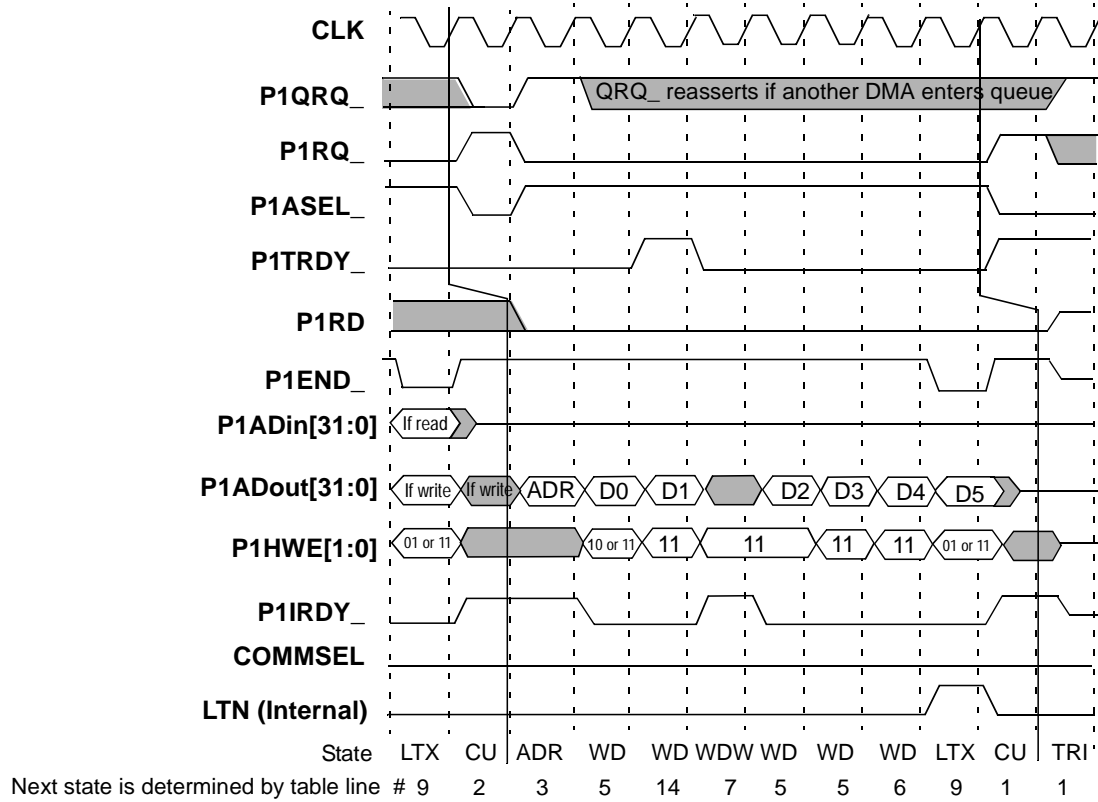 CLK
P1QRQ_ QRQ_ reasserts if another DMA enters queue
P1RQ_
P1ASEL_
P1TRDY_
P1RD
P1END_
P1ADin[31:0] If read
P1ADout[31:0] If write If write ADR D0 D1 D2 D3 D4 D5
P1HWE[1:0] 01 or 11 10 or 11 11 11 11 11 01 or 11
P1IRDY_
COMMSEL
LTN (Internal)
State LTX CU ADR WD WD WDW WD WD WD LTX CU TRI
Next state is determined by table line # 9 2 3 5 14 7 5 5 6 9 1 1